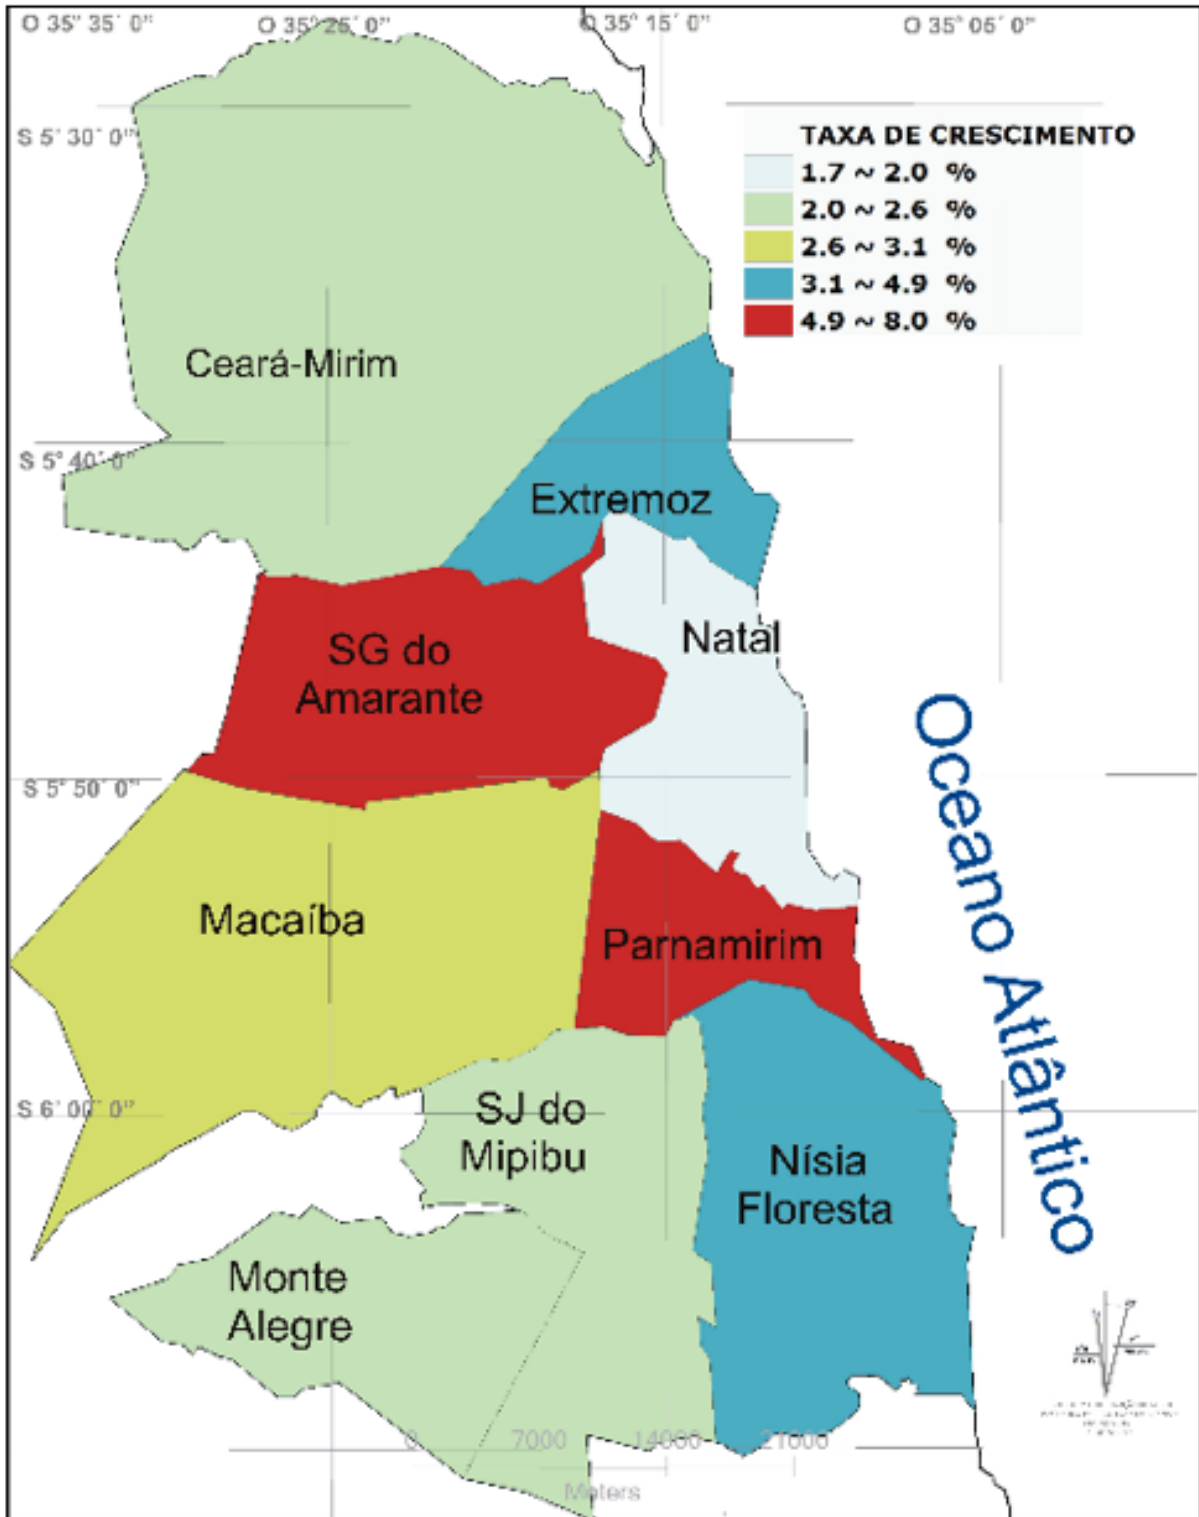 O 35° 35´ 0”
O 35° 25´ 0”
O 35° 15´ 0”
O 35° 05´ 0”
S 5° 30´ 0”
TAXA DE CRESCIMENTO
1.7 ~ 2.0 %
2.0 ~ 2.6 %
2.6 ~ 3.1 %
3.1 ~ 4.9 %
4.9 ~ 8.0 %
Ceará-Mirim
S 5° 40´ 0”
Extremoz
Natal
SG do
Amarante
S 5° 50´ 0”
Oceano Atlântico
Macaíba
Parnamirim
S 6° 00´ 0”
SJ do
Mipibu
Nísia
Floresta
Monte
Alegre
0 7000 14000 21000
Meters